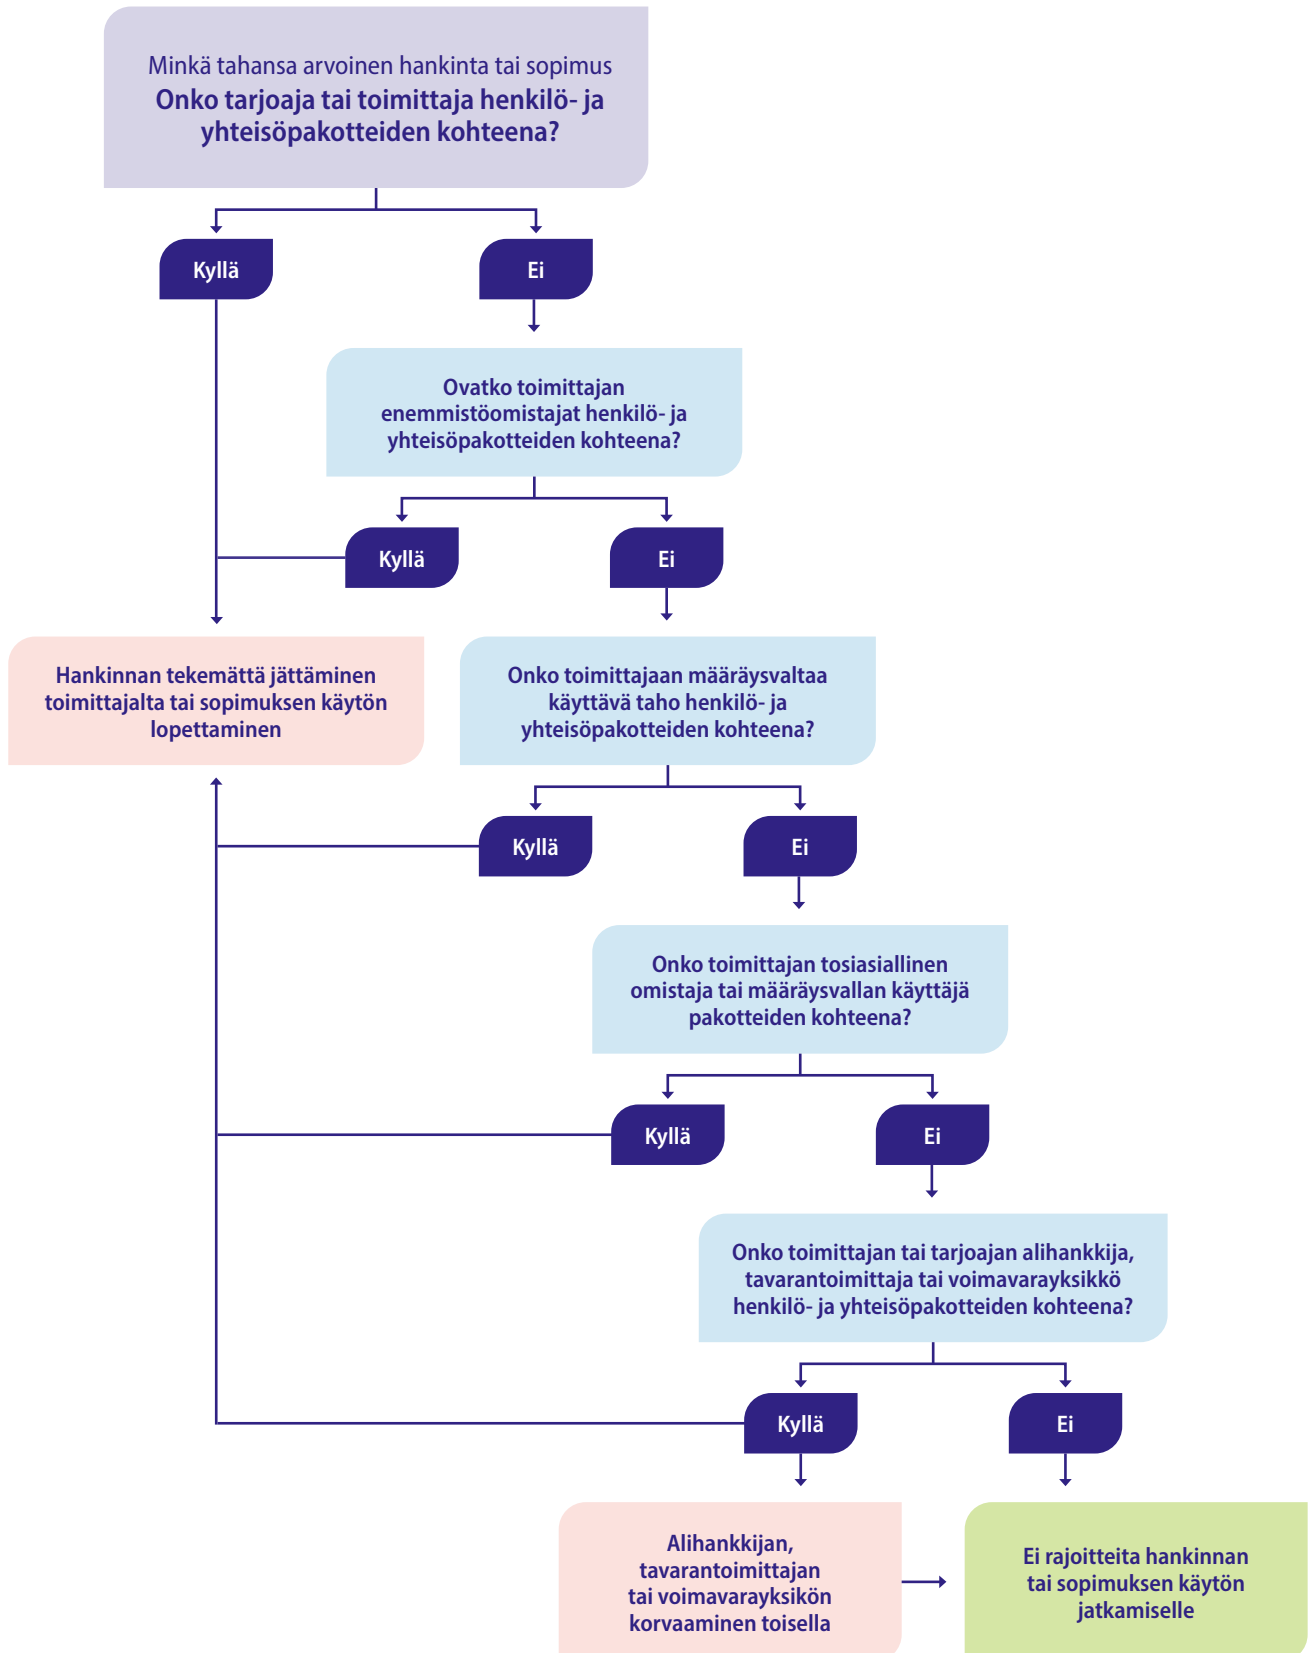 Minkä tahansa arvoinen hankinta tai sopimus
Onko tarjoaja tai toimittaja henkilö- ja
yhteisöpakotteiden kohteena?
Kyllä
Ei
Ovatko toimittajan
enemmistöomistajat henkilö- ja
yhteisöpakotteiden kohteena?
Kyllä
Ei
Hankinnan tekemättä jättäminen
toimittajalta tai sopimuksen käytön
lopettaminen
Onko toimittajaan määräysvaltaa
käyttävä taho henkilö- ja
yhteisöpakotteiden kohteena?
Kyllä
Ei
Onko toimittajan tosiasiallinen
omistaja tai määräysvallan käyttäjä
pakotteiden kohteena?
Kyllä
Ei
Onko toimittajan tai tarjoajan alihankkija,
tavarantoimittaja tai voimavarayksikkö
henkilö- ja yhteisöpakotteiden kohteena?
Kyllä
Ei
Alihankkijan,
tavarantoimittajan
tai voimavarayksikön
korvaaminen toisella
Ei rajoitteita hankinnan
tai sopimuksen käytön
jatkamiselle